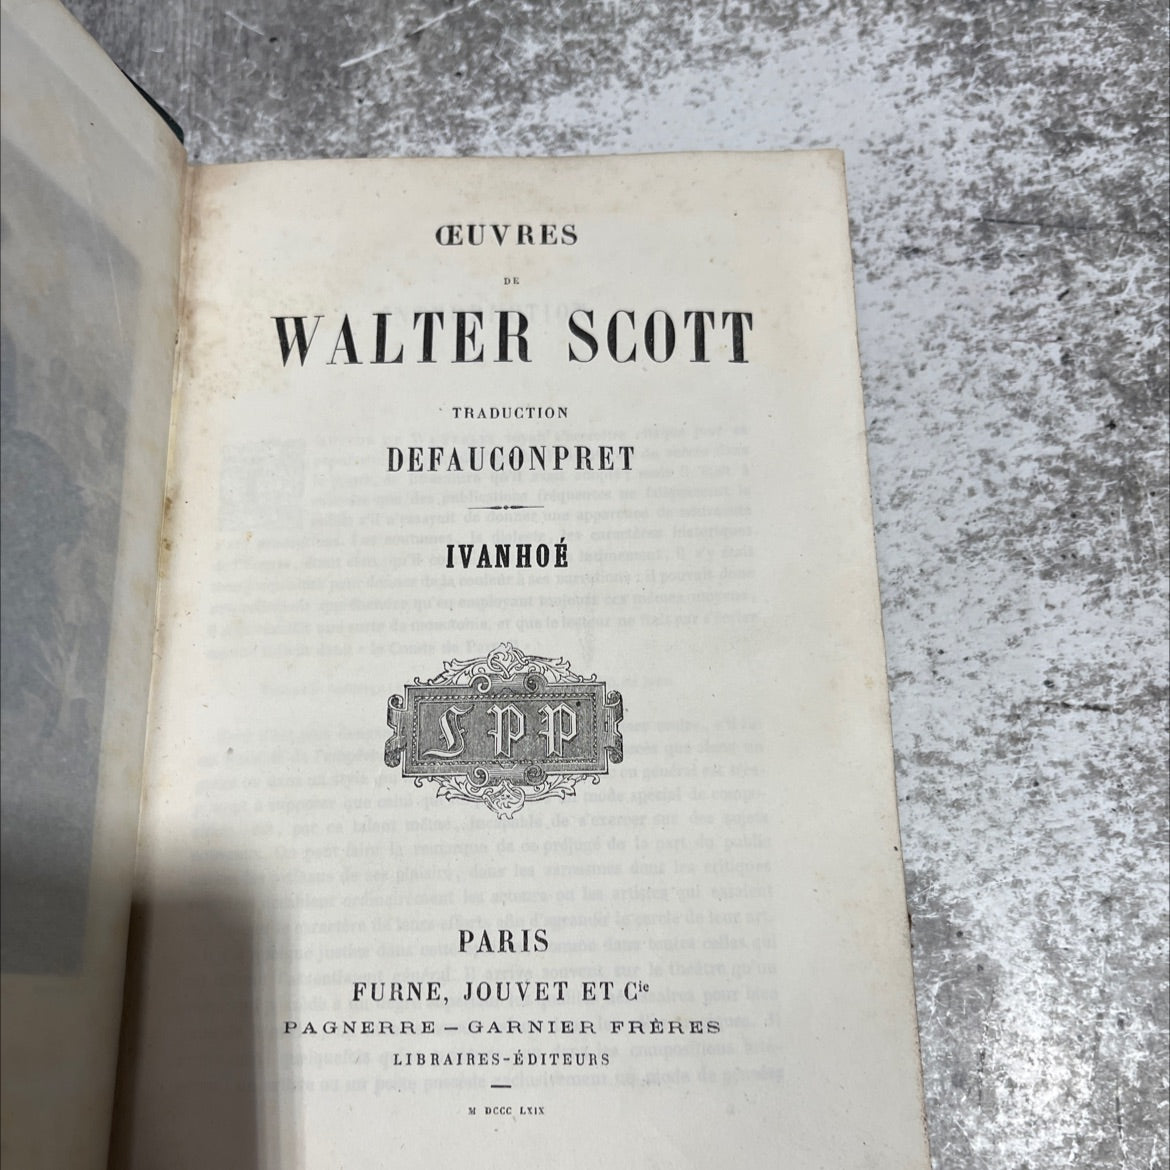 ŒUVRES
DE
WALTER SCOTT
TRADUCTION
DEFAUCONPRET
IVANHOÉ
FPP
PARIS
FURNE, JOUVET ET Cie
PAGNERRE – GARNIER FRÈRES
LIBRAIRES-ÉDITEURS
M DCCC LXIX